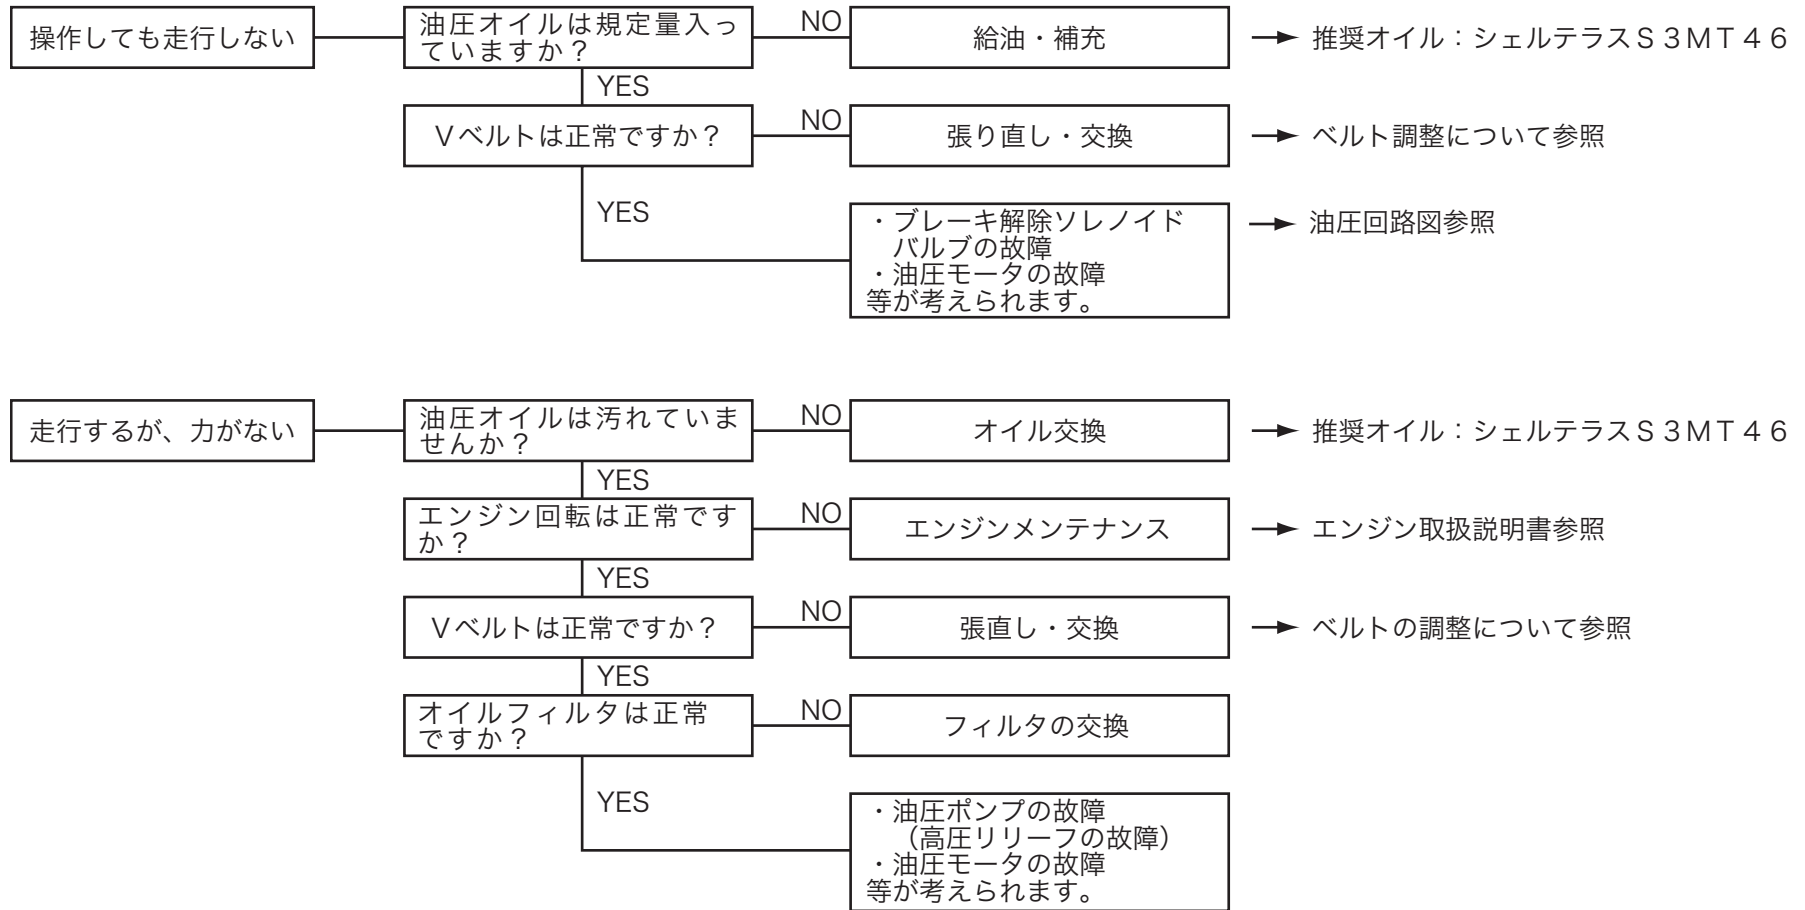 操作しても走行しない
油圧オイルは規定量入っ
ていますか？
NO
給油・補充
推奨オイル：シェルテラスＳ３ＭＴ４６
YES
Ｖベルトは正常ですか？
NO
張り直し・交換
ベルト調整について参照
YES
・ブレーキ解除ソレノイド
バルブの故障
・油圧モータの故障
等が考えられます。
油圧回路図参照
走行するが、力がない
油圧オイルは汚れていま
せんか？
NO
オイル交換
推奨オイル：シェルテラスＳ３ＭＴ４６
YES
エンジン回転は正常です
か？
NO
エンジンメンテナンス
エンジン取扱説明書参照
YES
Ｖベルトは正常ですか？
NO
張直し・交換
ベルトの調整について参照
YES
オイルフィルタは正常
ですか？
NO
フィルタの交換
YES
・油圧ポンプの故障
（高圧リリーフの故障）
・油圧モータの故障
等が考えられます。